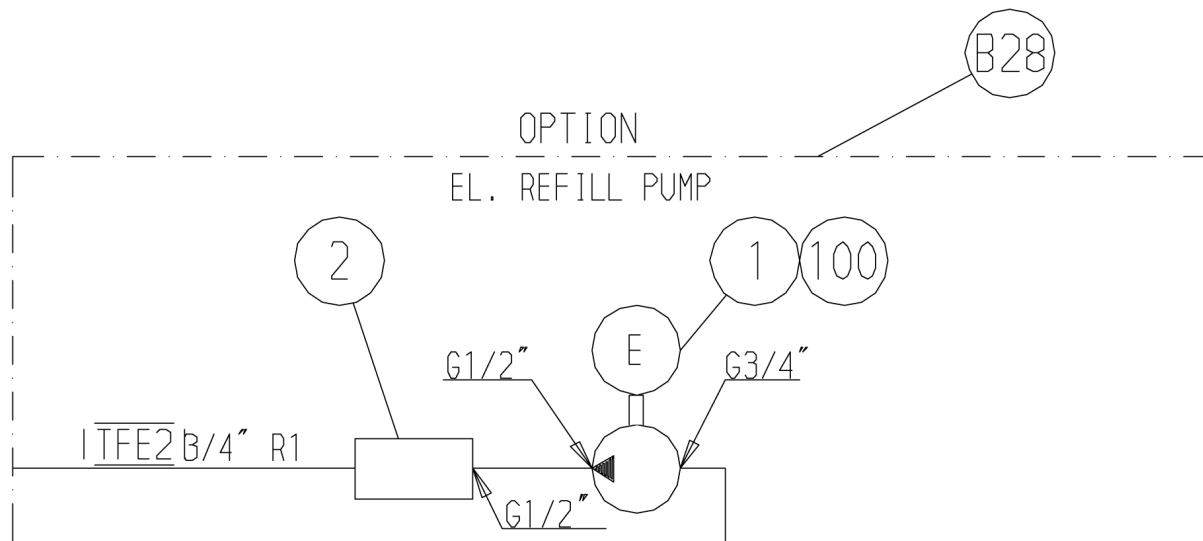 B28
OPTION
EL. REFILL PUMP
2
1
100
E
G1/2"
G3/4"
TFE2
3/4" R1
G1/2"